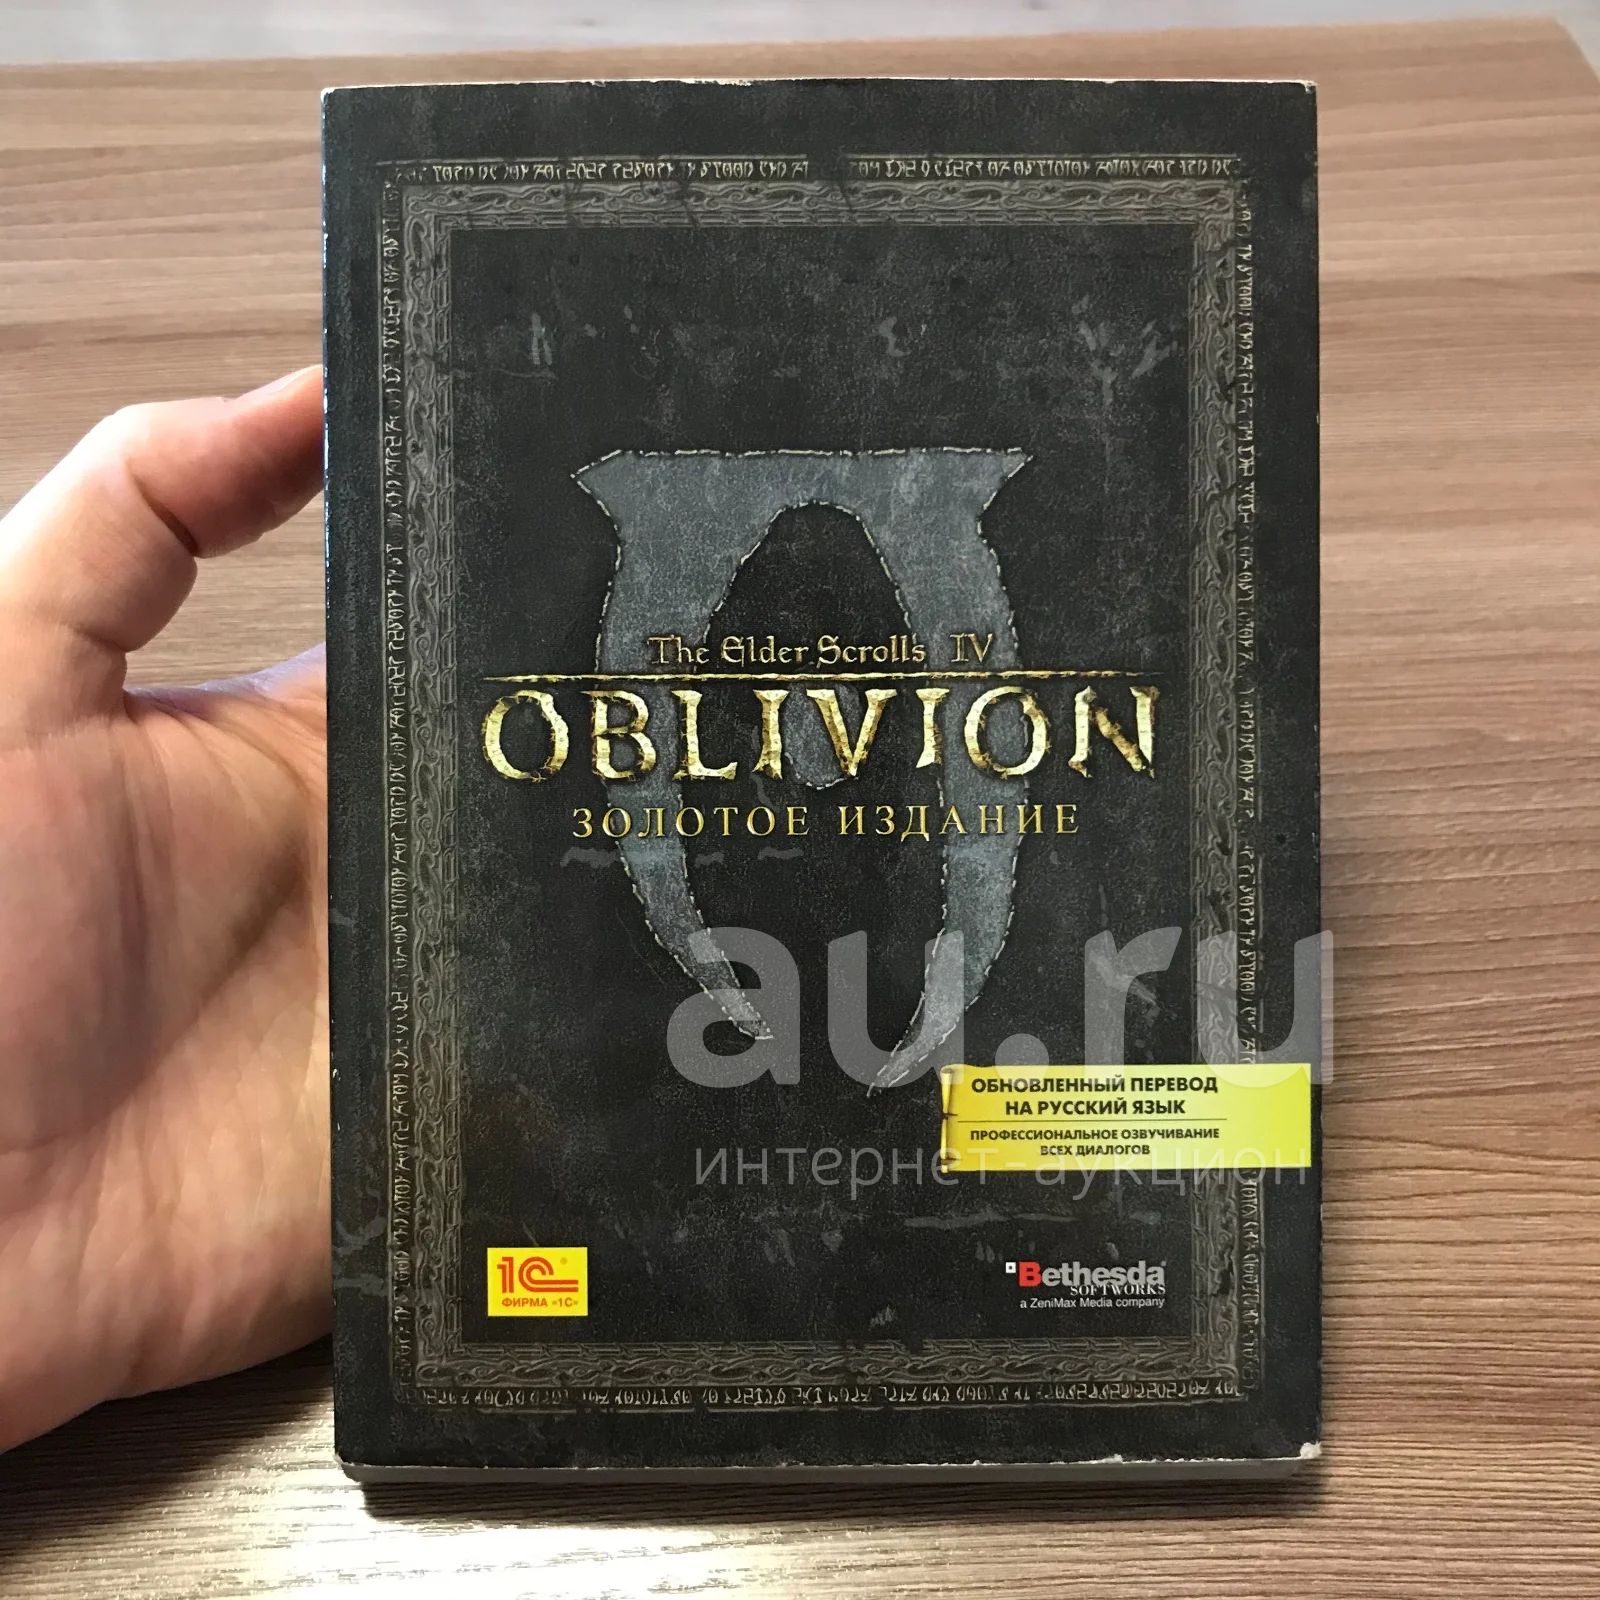 The Elder Scrolls IV
OBLIVION
ЗОЛОТОЕ ИЗДАНИЕ
au.ru
ОБНОВЛЕННЫЙ ПЕРЕВОД
НА РУССКИЙ ЯЗЫК
ПРОФЕССИОНАЛЬНОЕ ОЗВУЧИВАНИЕ
ВСЕХ ДИАЛОГОВ
интернет-аукцион
1С®
ФИРМА «1С»
Bethesda®
SOFTWORKS
a ZeniMax Media company